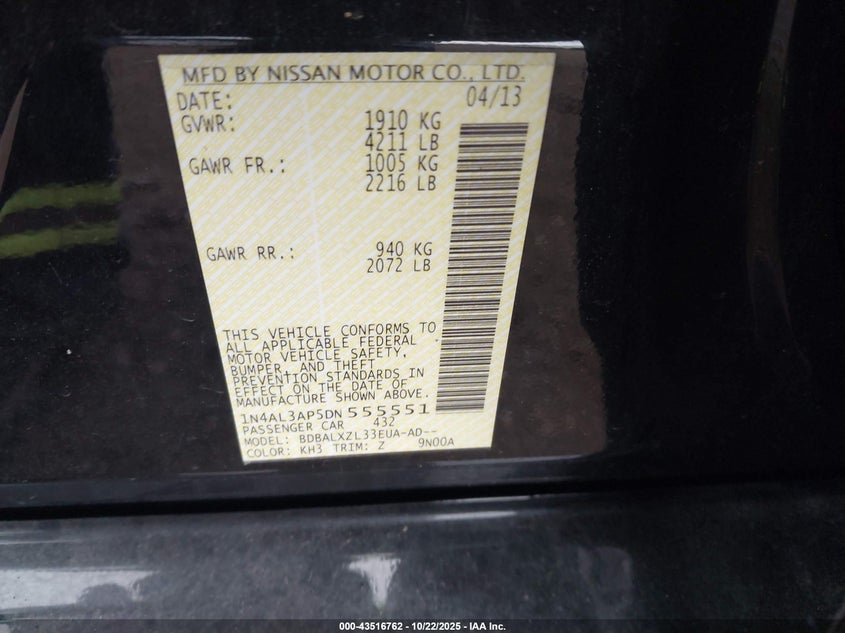 MFD BY NISSAN MOTOR CO., LTD.
DATE: 04/13
GVWR: 1910 KG
4211 LB
GAWR FR.: 1005 KG
2216 LB
GAWR RR.: 940 KG
2072 LB
THIS VEHICLE CONFORMS TO
ALL APPLICABLE FEDERAL
MOTOR VEHICLE SAFETY,
BUMPER, AND THEFT
PREVENTION STANDARDS IN
EFFECT ON THE DATE OF
MANUFACTURE SHOWN ABOVE.
1N4AL3AP5DN 555551
PASSENGER CAR 432
MODEL: BDBALXZL33EUA-AD--
COLOR: KH3 TRIM: Z 9N00A
000-43516762 - 10/22/2025 - IAA Inc.